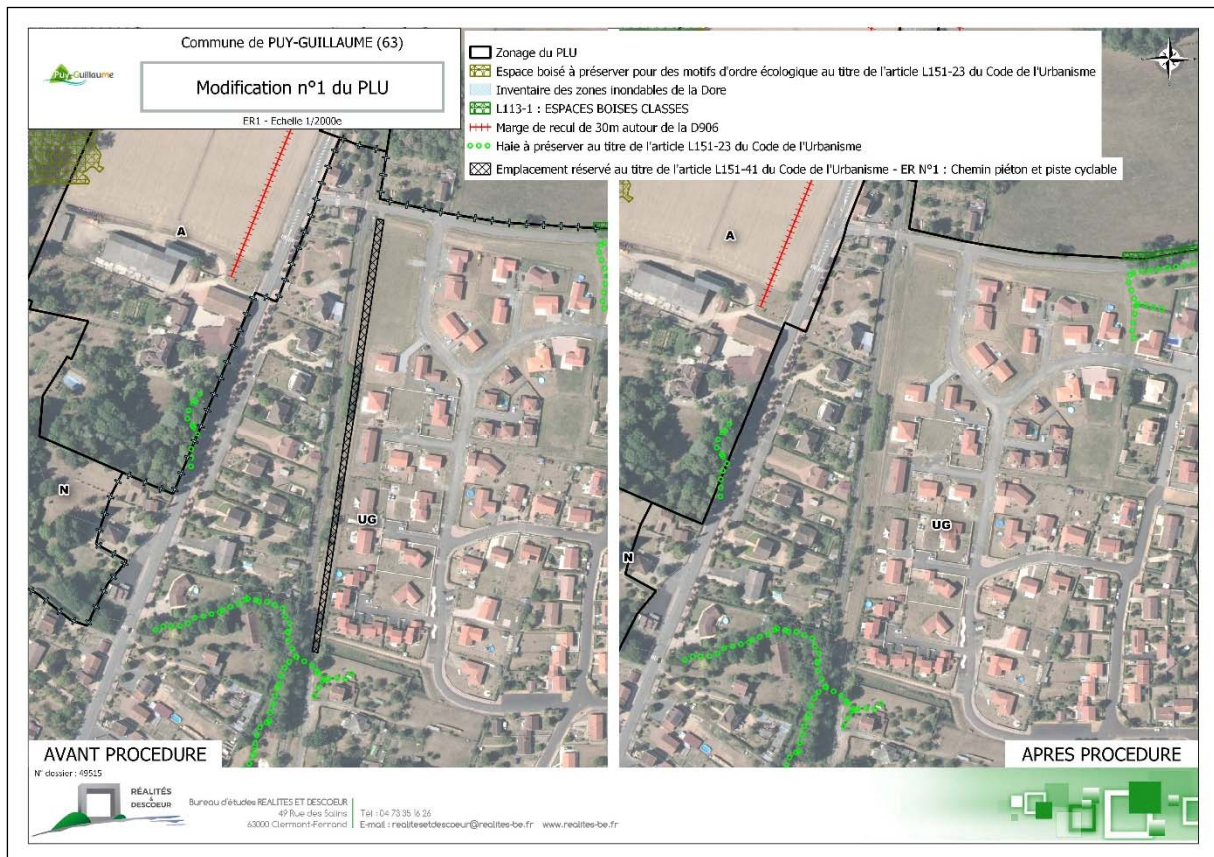 Commune de PUY-GUILLAUME (63)
Puy-Guillaume
Modification n°1 du PLU
ER1 - Echelle 1/2000e
Zonage du PLU
Espace boisé à préserver pour des motifs d'ordre écologique au titre de l'article L151-23 du Code de l'Urbanisme
Inventaire des zones inondables de la Dore
L113-1 : ESPACES BOISES CLASSES
Marge de recul de 30m autour de la D906
Haie à préserver au titre de l'article L151-23 du Code de l'Urbanisme
Emplacement réservé au titre de l'article L151-41 du Code de l'Urbanisme - ER N°1 : Chemin piéton et piste cyclable
A
N
UG
A
N
UG
AVANT PROCEDURE
APRES PROCEDURE
N° dossier : 49515
RÉALITÉS
&
DESCOEUR
Bureau d'études REALITES ET DESCOEUR
49 Rue des Salins
63000 Clermont-Ferrand
Tél : 04 73 35 16 26
E-mail : realitesetdescoeur@realites-be.fr www.realites-be.fr